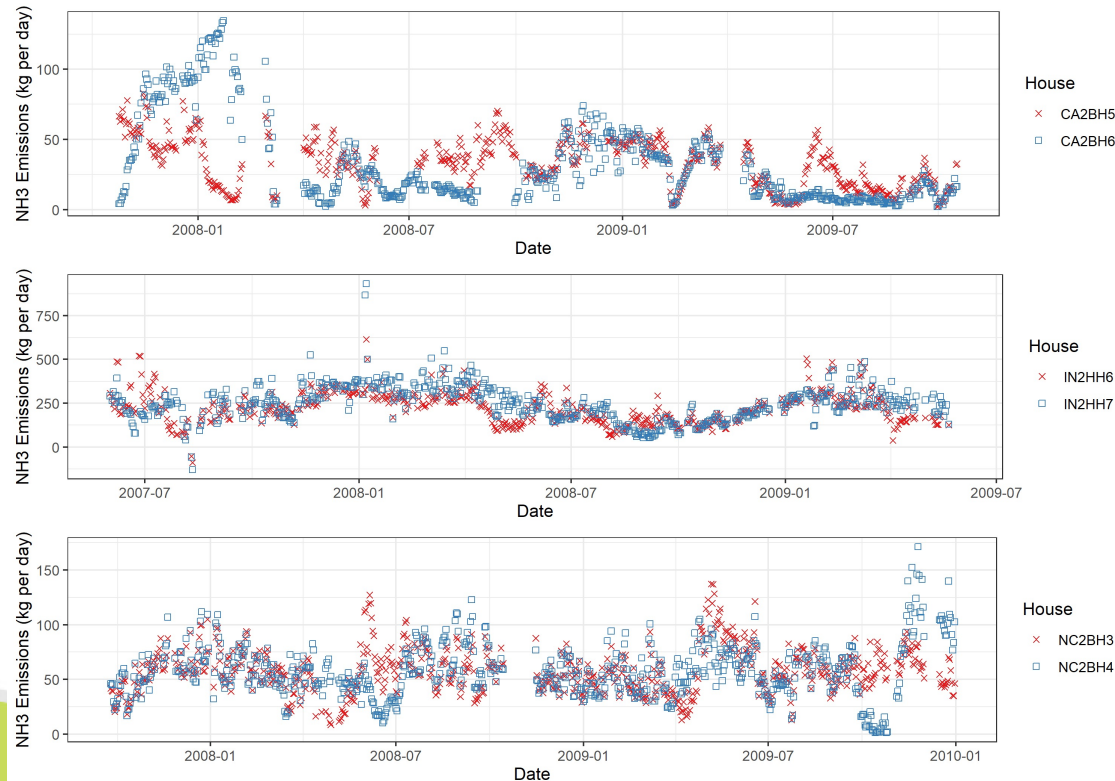 NH3 Emissions (kg per day)
100
50
0
2008-01
2008-07
2009-01
2009-07
Date
House
CA2BH5
CA2BH6
NH3 Emissions (kg per day)
750
500
250
0
2007-07
2008-01
2008-07
2009-01
2009-07
Date
House
IN2HH6
IN2HH7
NH3 Emissions (kg per day)
150
100
50
0
2008-01
2008-07
2009-01
2009-07
2010-01
Date
House
NC2BH3
NC2BH4